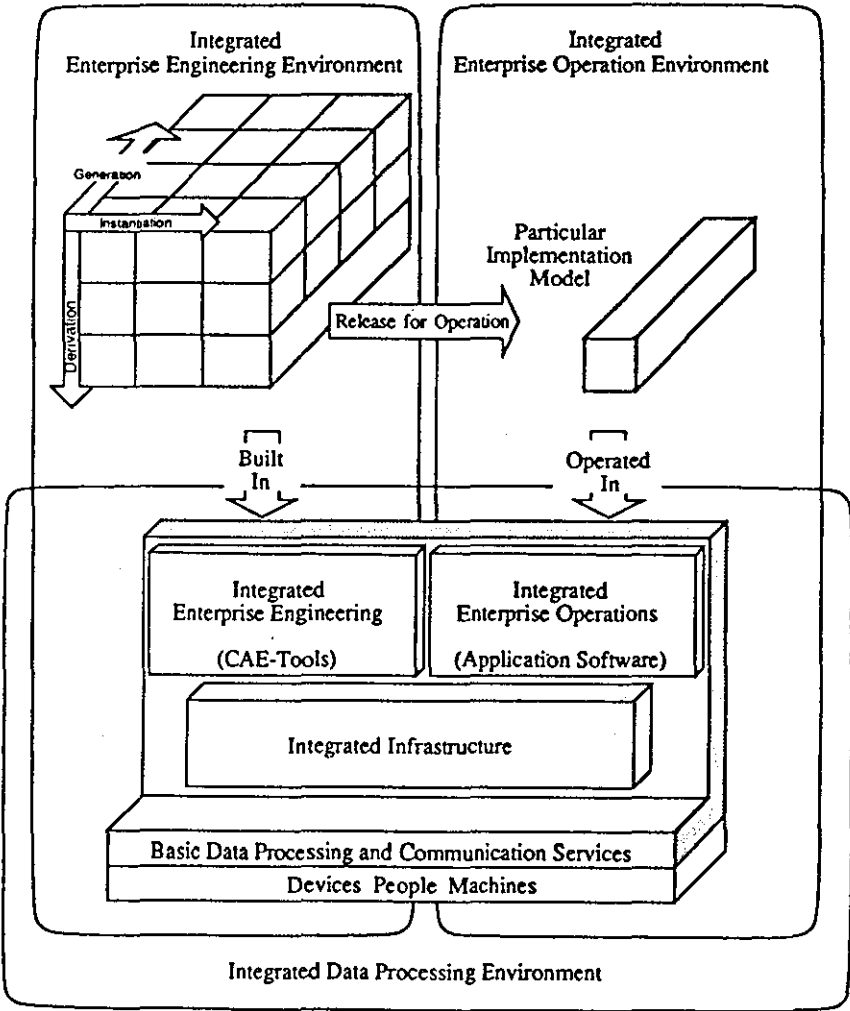 Integrated
Enterprise Engineering Environment
Integrated
Enterprise Operation Environment
Generation
Instantiation
Derivation
Particular
Implementation
Model
Release for Operation
Built
In
Operated
In
Integrated
Enterprise Engineering
(CAE-Tools)
Integrated
Enterprise Operations
(Application Software)
Integrated Infrastructure
Basic Data Processing and Communication Services
Devices People Machines
Integrated Data Processing Environment